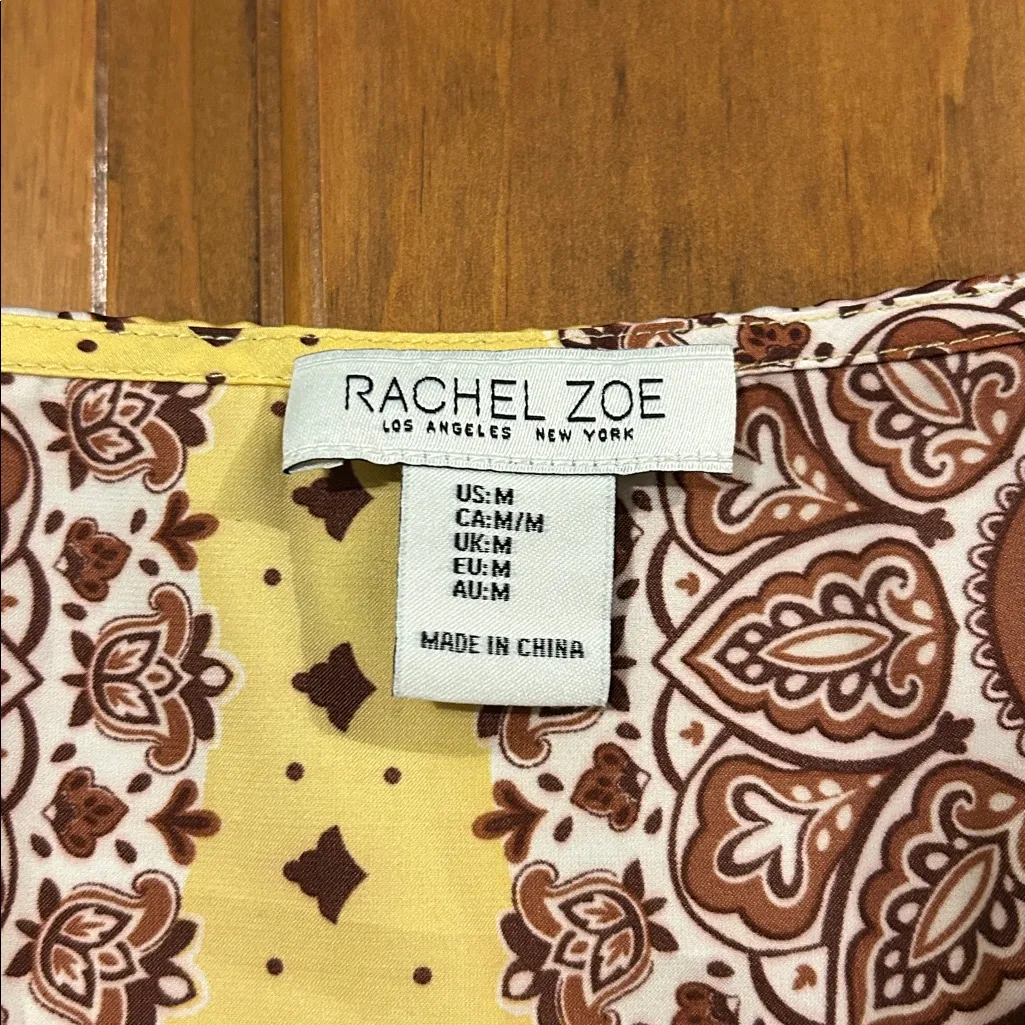 RACHEL ZOE
LOS ANGELES NEW YORK
US:M
CA:M/M
UK:M
EU:M
AU:M
MADE IN CHINA